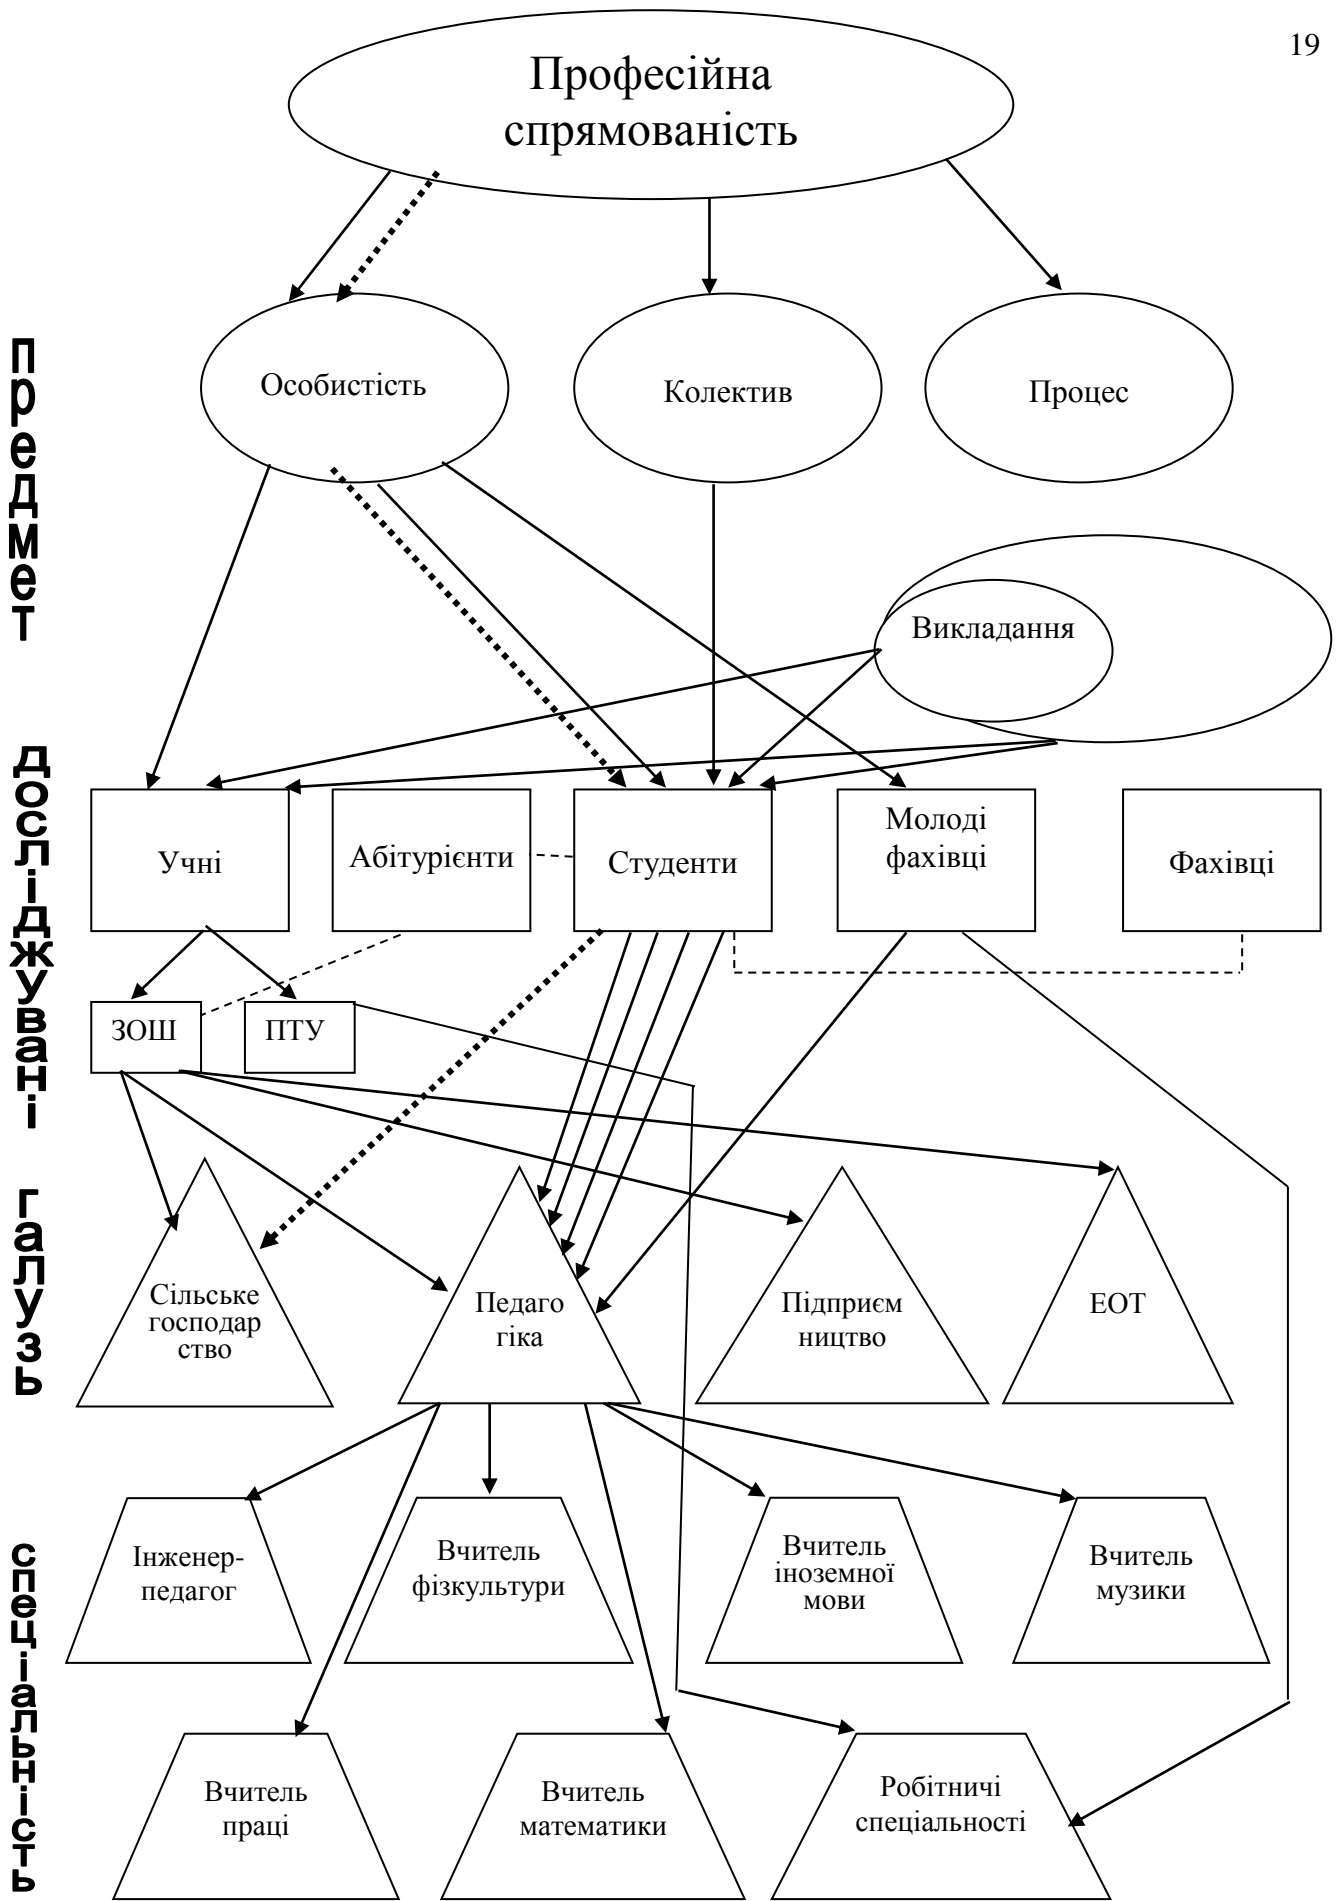 19
Професійна
спрямованість
предмет
Особистість
Колектив
Процес
Викладання
досліджувані
Учні
Абітурієнти
Студенти
Молоді
фахівці
Фахівці
ЗОШ
ПТУ
галузь
Сільське
господар
ство
Педаго
гіка
Підприєм
ництво
ЕОТ
спеціальність
Інженер-
педагог
Вчитель
фізкультури
Вчитель
іноземної
мови
Вчитель
музики
Вчитель
праці
Вчитель
математики
Робітничі
спеціальності